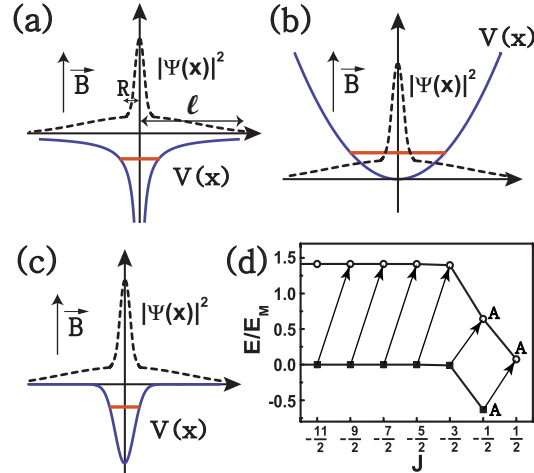 (a)
B
|Ψ(x)|²
R
ℓ
V(x)
(b)
V(x)
B
|Ψ(x)|²
(c)
B
|Ψ(x)|²
V(x)
(d)
E/E_M
1.5
1.0
0.5
0.0
-0.5
A
A
A
A
-11/2 -9/2 -7/2 -5/2 -3/2 -1/2 1/2
J